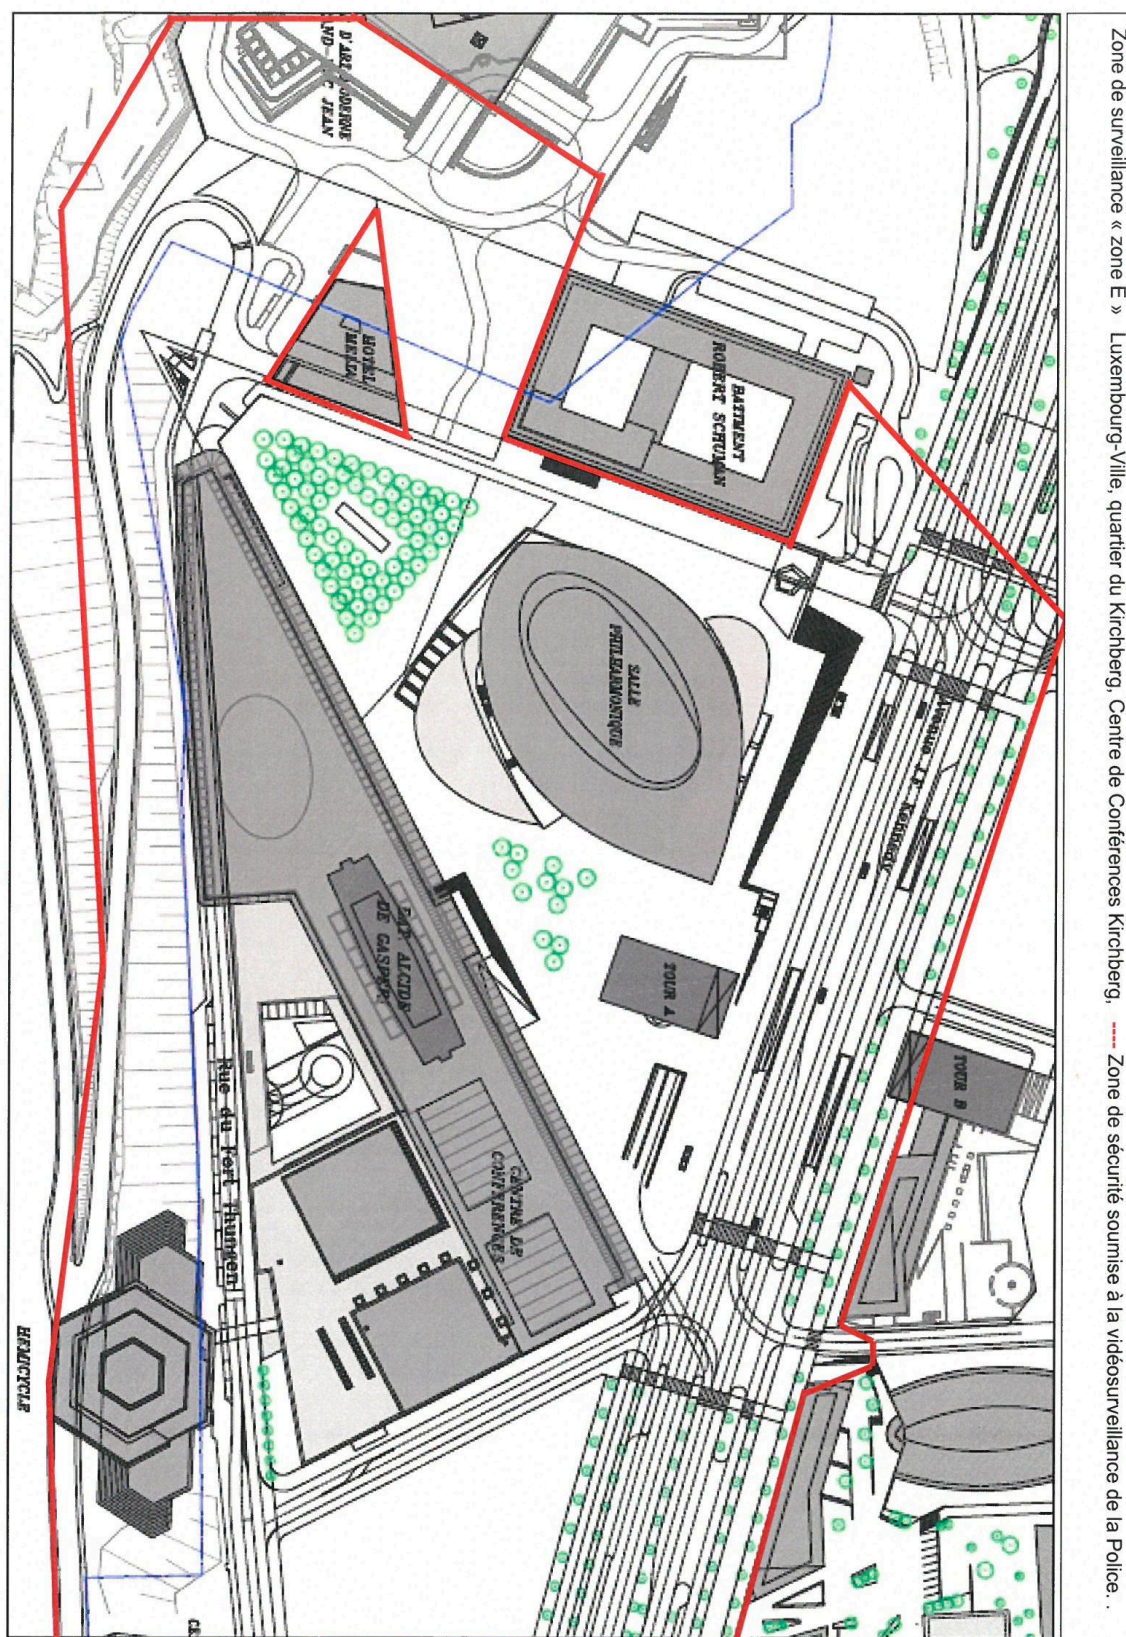 Zone de surveillance « zone E » Luxembourg-Ville, quartier du Kirchberg, Centre de Conférences Kirchberg, ---- Zone de sécurité soumise à la vidéosurveillance de la Police. .
JEAN
HOTEL
MELIA
BATIMENT
ROBERT SCHUMAN
SALLE
PHILHARMONIQUE
Avenue J F Kennedy
TOUR A
TOUR B
BAT. ALCIDE
DE GASPERI
CENTRE DE
CONFERENCES
Rue du Fort Thungen
HEMICYCLE